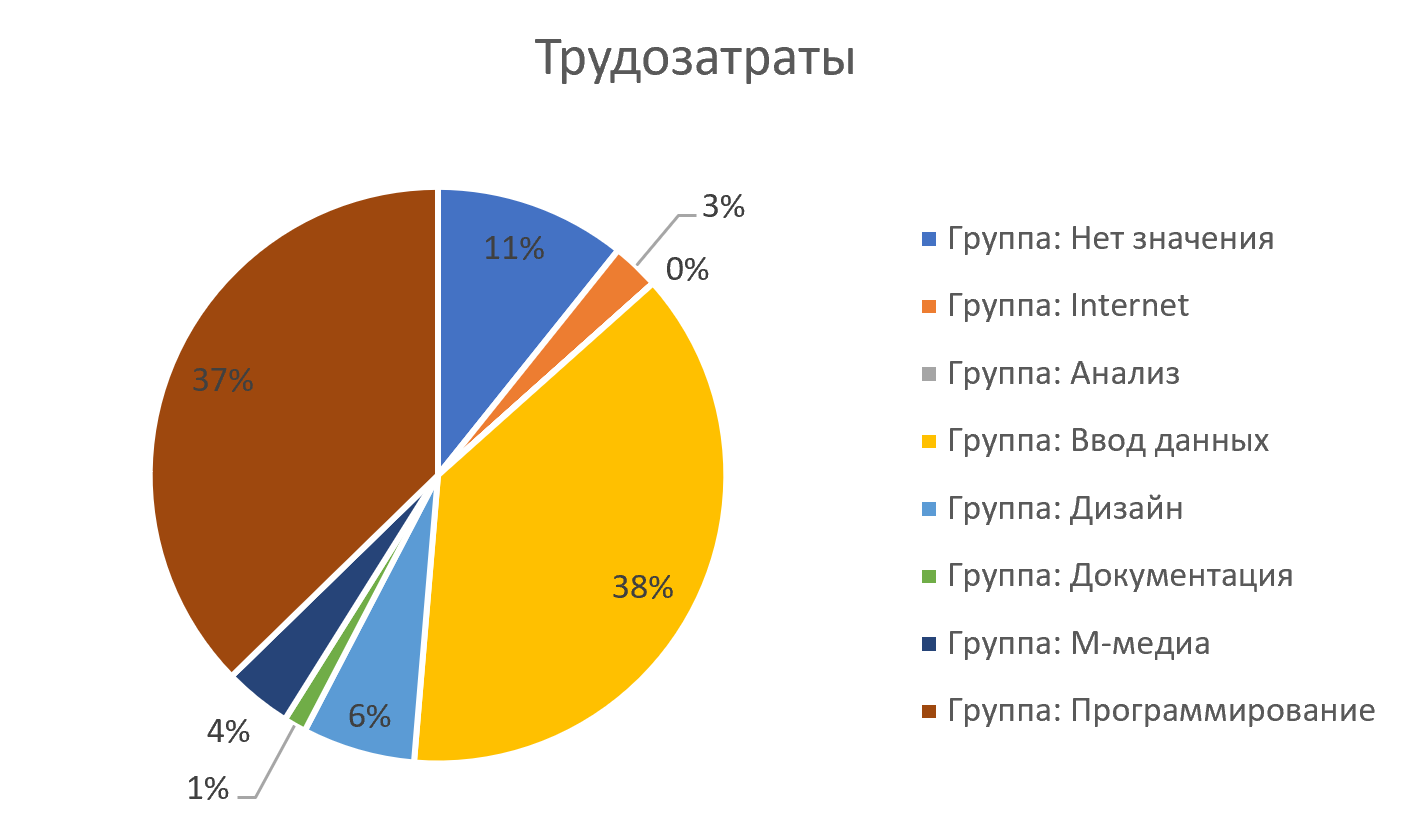 Трудозатраты
11%
3%
0%
38%
6%
1%
4%
37%
Группа: Нет значения
Группа: Internet
Группа: Анализ
Группа: Ввод данных
Группа: Дизайн
Группа: Документация
Группа: М-медиа
Группа: Программирование